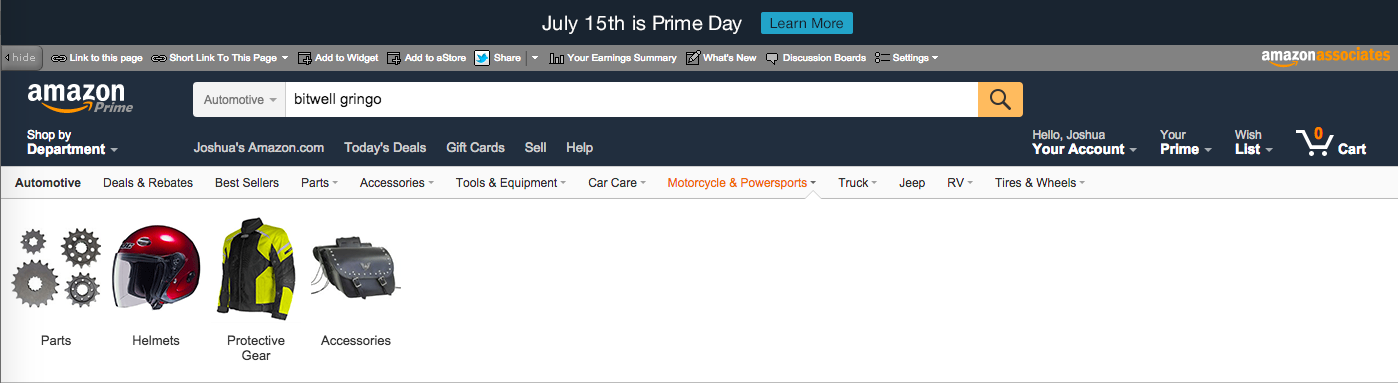 July 15th is Prime Day Learn More
hide Link to this page Short Link To This Page Add to Widget Add to aStore Share Your Earnings Summary What's New Discussion Boards Settings amazonassociates
amazon Prime Automotive bitwell gringo
Shop by Department Joshua's Amazon.com Today's Deals Gift Cards Sell Help Hello, Joshua Your Account Your Prime Wish List 0 Cart
Automotive Deals & Rebates Best Sellers Parts Accessories Tools & Equipment Car Care Motorcycle & Powersports Truck Jeep RV Tires & Wheels
Parts Helmets Protective Gear Accessories